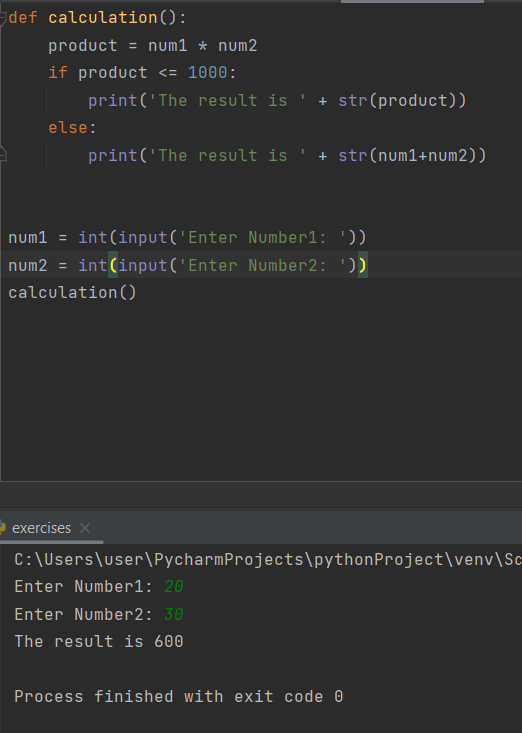 def calculation():
    product = num1 * num2
    if product <= 1000:
        print('The result is ' + str(product))
    else:
        print('The result is ' + str(num1+num2))
num1 = int(input('Enter Number1: '))
num2 = int(input('Enter Number2: '))
calculation()
exercises
C:\Users\user\PycharmProjects\pythonProject\venv\Sc
Enter Number1: 20
Enter Number2: 30
The result is 600
Process finished with exit code 0